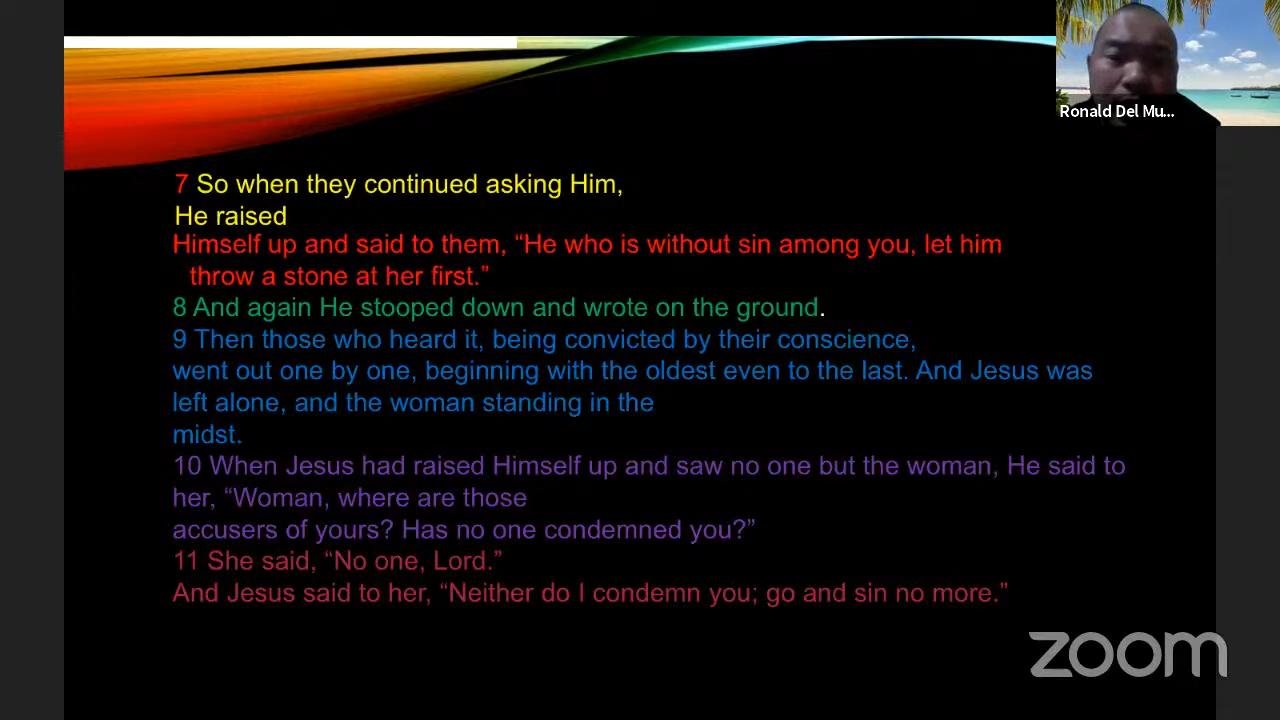 Ronald Del Mu...
7 So when they continued asking Him,
He raised
Himself up and said to them, “He who is without sin among you, let him
throw a stone at her first.”
8 And again He stooped down and wrote on the ground.
9 Then those who heard it, being convicted by their conscience,
went out one by one, beginning with the oldest even to the last. And Jesus was
left alone, and the woman standing in the
midst.
10 When Jesus had raised Himself up and saw no one but the woman, He said to
her, “Woman, where are those
accusers of yours? Has no one condemned you?”
11 She said, “No one, Lord.”
And Jesus said to her, “Neither do I condemn you; go and sin no more.”
zoom